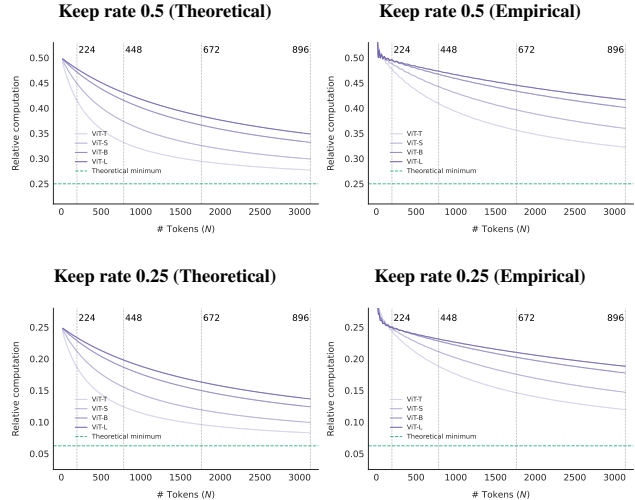 Keep rate 0.5 (Theoretical)
224 448 672 896
0.50
0.45
0.40
0.35
0.30
0.25
Relative computation
ViT-T
ViT-S
ViT-B
ViT-L
Theoretical minimum
0 500 1000 1500 2000 2500 3000
# Tokens (N)
Keep rate 0.5 (Empirical)
224 448 672 896
0.50
0.45
0.40
0.35
0.30
0.25
Relative computation
ViT-T
ViT-S
ViT-B
ViT-L
Theoretical minimum
0 500 1000 1500 2000 2500 3000
# Tokens (N)
Keep rate 0.25 (Theoretical)
224 448 672 896
0.25
0.20
0.15
0.10
0.05
Relative computation
ViT-T
ViT-S
ViT-B
ViT-L
Theoretical minimum
0 500 1000 1500 2000 2500 3000
# Tokens (N)
Keep rate 0.25 (Empirical)
224 448 672 896
0.25
0.20
0.15
0.10
0.05
Relative computation
ViT-T
ViT-S
ViT-B
ViT-L
Theoretical minimum
0 500 1000 1500 2000 2500 3000
# Tokens (N)